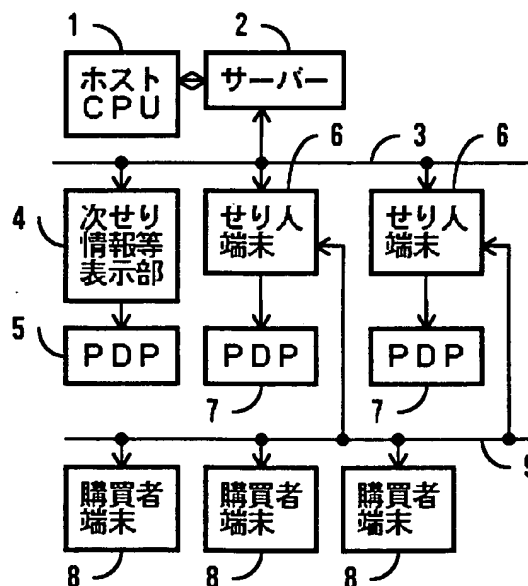 1
2
ホスト
CPU
サーバー
6
3
6
4
次せり
情報等
表示部
せり人
端末
せり人
端末
5
PDP
PDP
PDP
7
7
9
購買者
端末
購買者
端末
購買者
端末
8
8
8